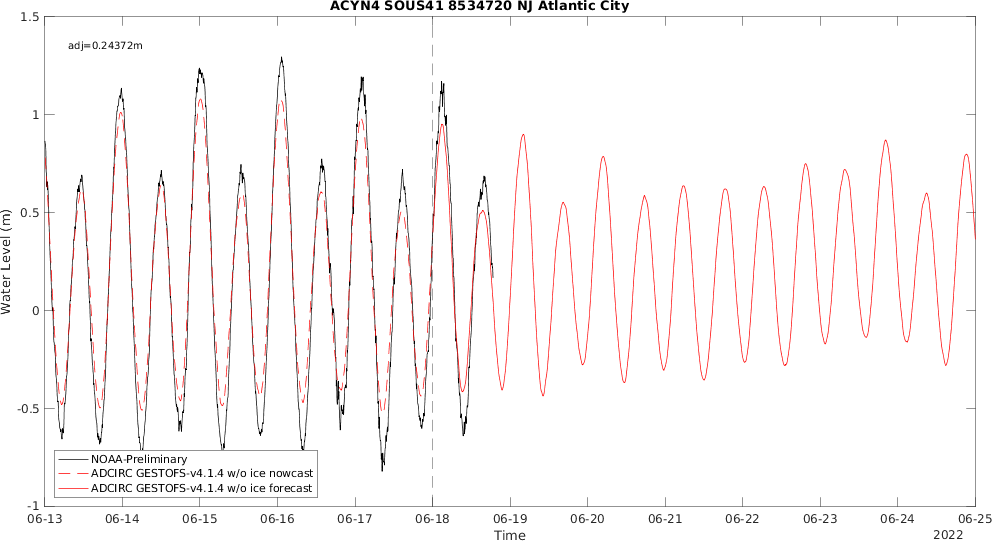 ACYN4 SOUS41 8534720 NJ Atlantic City
adj=0.24372m
1.5
1
0.5
0
-0.5
-1
Water Level (m)
NOAA-Preliminary
ADCIRC GESTOFS-v4.1.4 w/o ice nowcast
ADCIRC GESTOFS-v4.1.4 w/o ice forecast
06-13 06-14 06-15 06-16 06-17 06-18 06-19 06-20 06-21 06-22 06-23 06-24 06-25
Time
2022